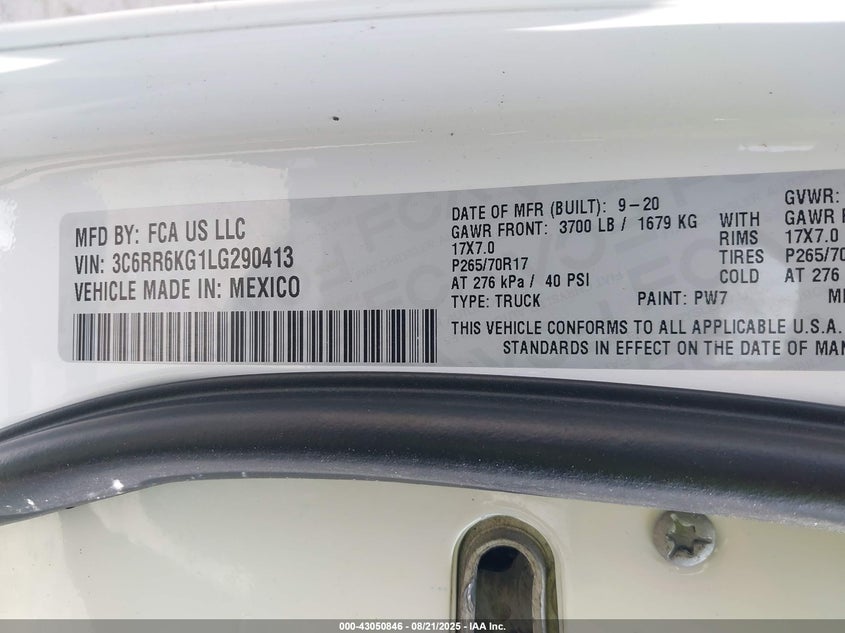 MFD BY: FCA US LLC
VIN: 3C6RR6KG1LG290413
VEHICLE MADE IN: MEXICO
DATE OF MFR (BUILT): 9-20
GAWR FRONT: 3700 LB / 1679 KG
17X7.0
P265/70R17
AT 276 kPa / 40 PSI
TYPE: TRUCK PAINT: PW7
WITH
RIMS
TIRES
COLD
GVWR:
GAWR
17X7.0
P265/70
AT 276
THIS VEHICLE CONFORMS TO ALL APPLICABLE U.S.A.
STANDARDS IN EFFECT ON THE DATE OF MAN
000-43050846 - 08/21/2025 - IAA Inc.